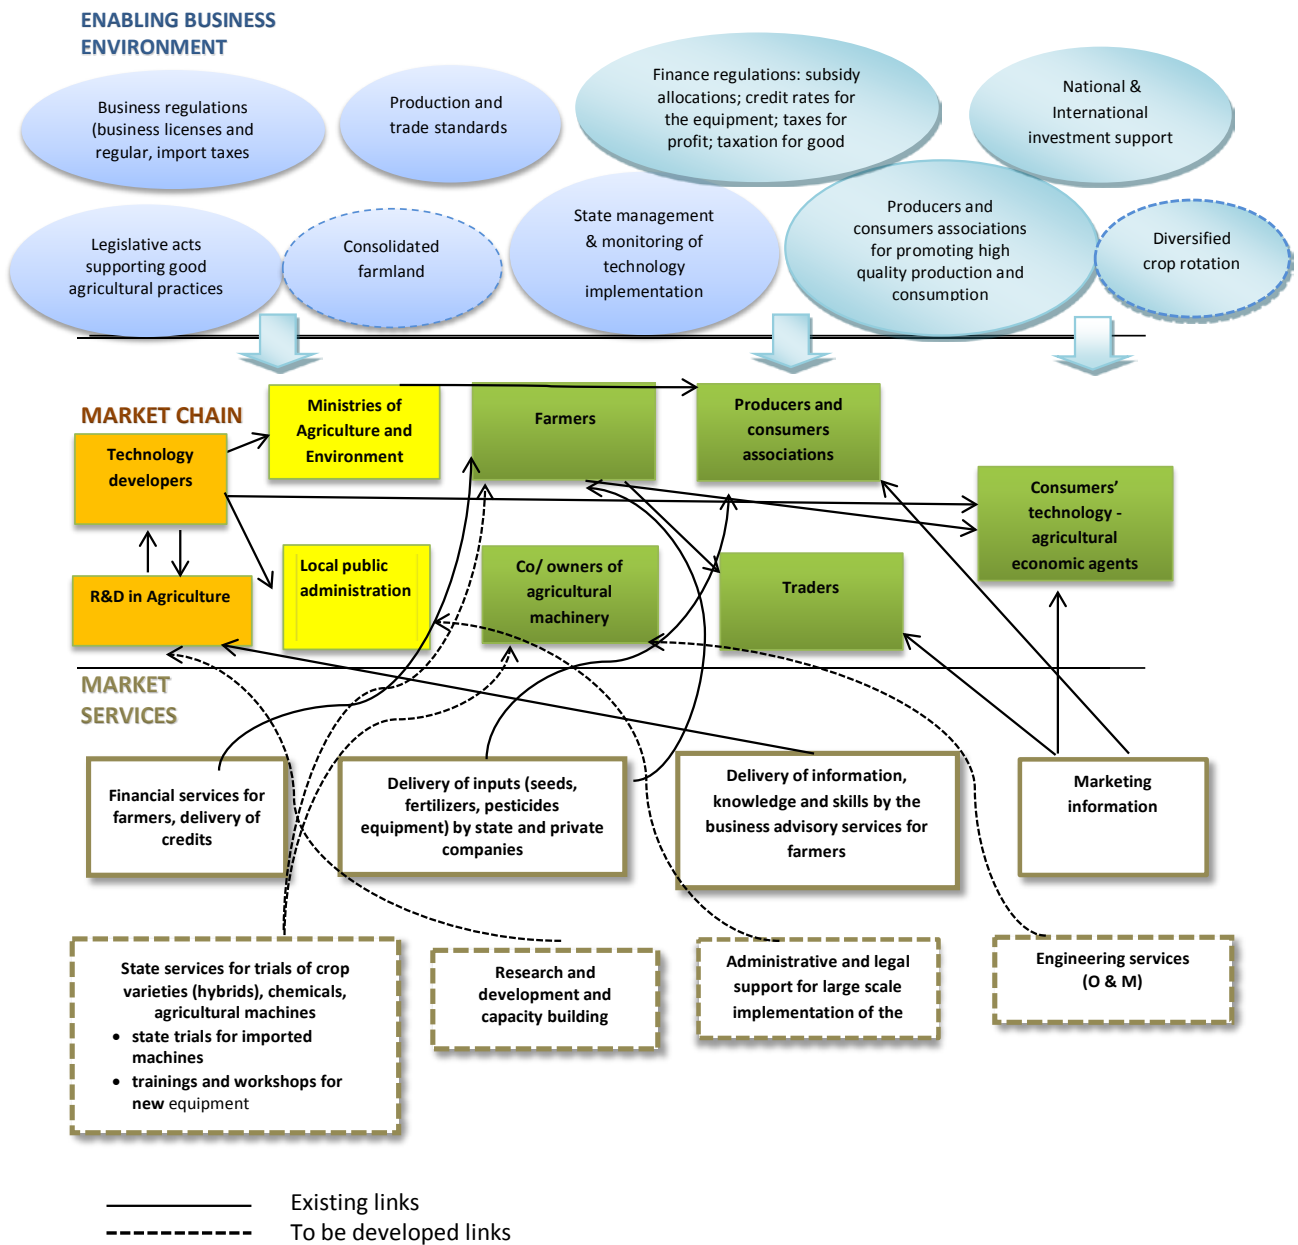 ENABLING BUSINESS
ENVIRONMENT
Business regulations
(business licenses and
regular, import taxes
Production and
trade standards
Finance regulations: subsidy
allocations; credit rates for
the equipment; taxes for
profit; taxation for good
National &
International
investment support
Legislative acts
supporting good
agricultural practices
Consolidated
farmland
State management
& monitoring of
technology
implementation
Producers and
consumers associations
for promoting high
quality production and
consumption
Diversified
crop rotation
MARKET CHAIN
Technology
developers
Ministries of
Agriculture and
Environment
Farmers
Producers and
consumers
associations
Consumers’
technology -
agricultural
economic agents
R&D in Agriculture
Local public
administration
Co/ owners of
agricultural
machinery
Traders
MARKET
SERVICES
Financial services for
farmers, delivery of
credits
Delivery of inputs (seeds,
fertilizers, pesticides
equipment) by state and private
companies
Delivery of information,
knowledge and skills by the
business advisory services for
farmers
Marketing
information
State services for trials of crop
varieties (hybrids), chemicals,
agricultural machines
• state trials for imported
machines
• trainings and workshops for
new equipment
Research and
development and
capacity building
Administrative and legal
support for large scale
implementation of the
Engineering services
(O & M)
Existing links
To be developed links